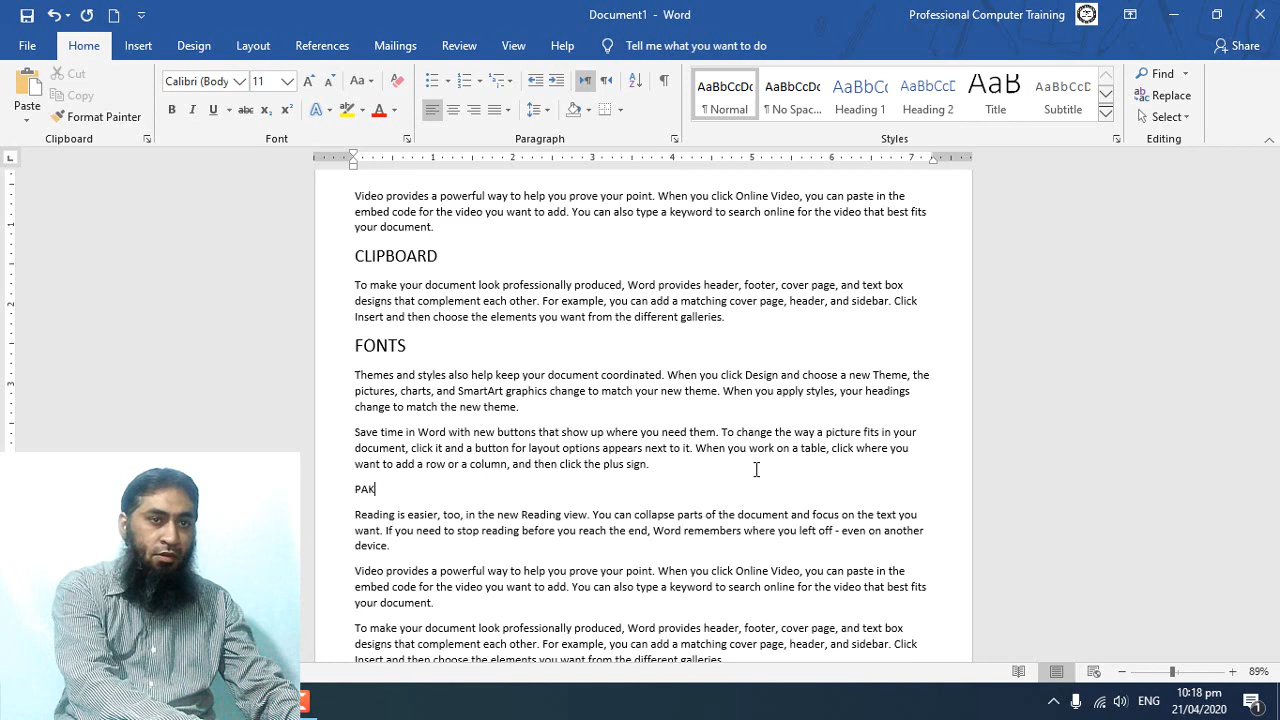 Document1 - Word
Professional Computer Training
File Home Insert Design Layout References Mailings Review View Help Tell me what you want to do Share
Paste
Cut
Copy
Format Painter
Clipboard
Calibri (Body 11
Font
Paragraph
AaBbCcDc AaBbCcDc AaBbCc AaBbCcD AaB AaBbCcD
¶ Normal ¶ No Spac... Heading 1 Heading 2 Title Subtitle
Styles
Find
Replace
Select
Editing
1 2 3 4 5 6 7
1
2
3
Video provides a powerful way to help you prove your point. When you click Online Video, you can paste in the
embed code for the video you want to add. You can also type a keyword to search online for the video that best fits
your document.
CLIPBOARD
To make your document look professionally produced, Word provides header, footer, cover page, and text box
designs that complement each other. For example, you can add a matching cover page, header, and sidebar. Click
Insert and then choose the elements you want from the different galleries.
FONTS
Themes and styles also help keep your document coordinated. When you click Design and choose a new Theme, the
pictures, charts, and SmartArt graphics change to match your new theme. When you apply styles, your headings
change to match the new theme.
Save time in Word with new buttons that show up where you need them. To change the way a picture fits in your
document, click it and a button for layout options appears next to it. When you work on a table, click where you
want to add a row or a column, and then click the plus sign.
PAK
Reading is easier, too, in the new Reading view. You can collapse parts of the document and focus on the text you
want. If you need to stop reading before you reach the end, Word remembers where you left off - even on another
device.
Video provides a powerful way to help you prove your point. When you click Online Video, you can paste in the
embed code for the video you want to add. You can also type a keyword to search online for the video that best fits
your document.
To make your document look professionally produced, Word provides header, footer, cover page, and text box
designs that complement each other. For example, you can add a matching cover page, header, and sidebar. Click
Insert and then choose the elements you want from the different galleries.
89%
ENG
10:18 pm
21/04/2020
1